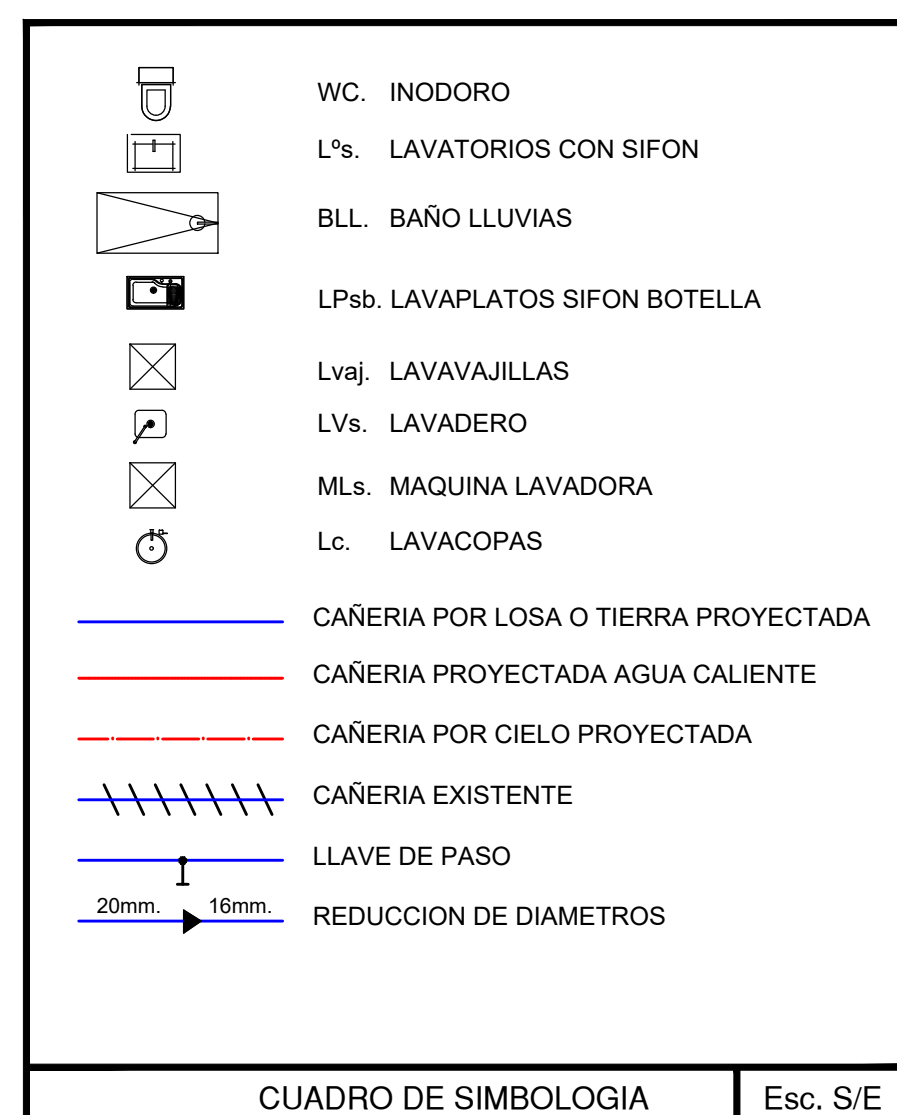 WC. INODORO
Lºs. LAVATORIOS CON SIFON
BLL. BAÑO LLUVIAS
LPsb. LAVAPLATOS SIFON BOTELLA
Lvaj. LAVAVAJILLAS
LVs. LAVADERO
MLs. MAQUINA LAVADORA
Lc. LAVACOPAS
CAÑERIA POR LOSA O TIERRA PROYECTADA
CAÑERIA PROYECTADA AGUA CALIENTE
CAÑERIA POR CIELO PROYECTADA
CAÑERIA EXISTENTE
LLAVE DE PASO
20mm. 16mm. REDUCCION DE DIAMETROS
CUADRO DE SIMBOLOGIA Esc. S/E